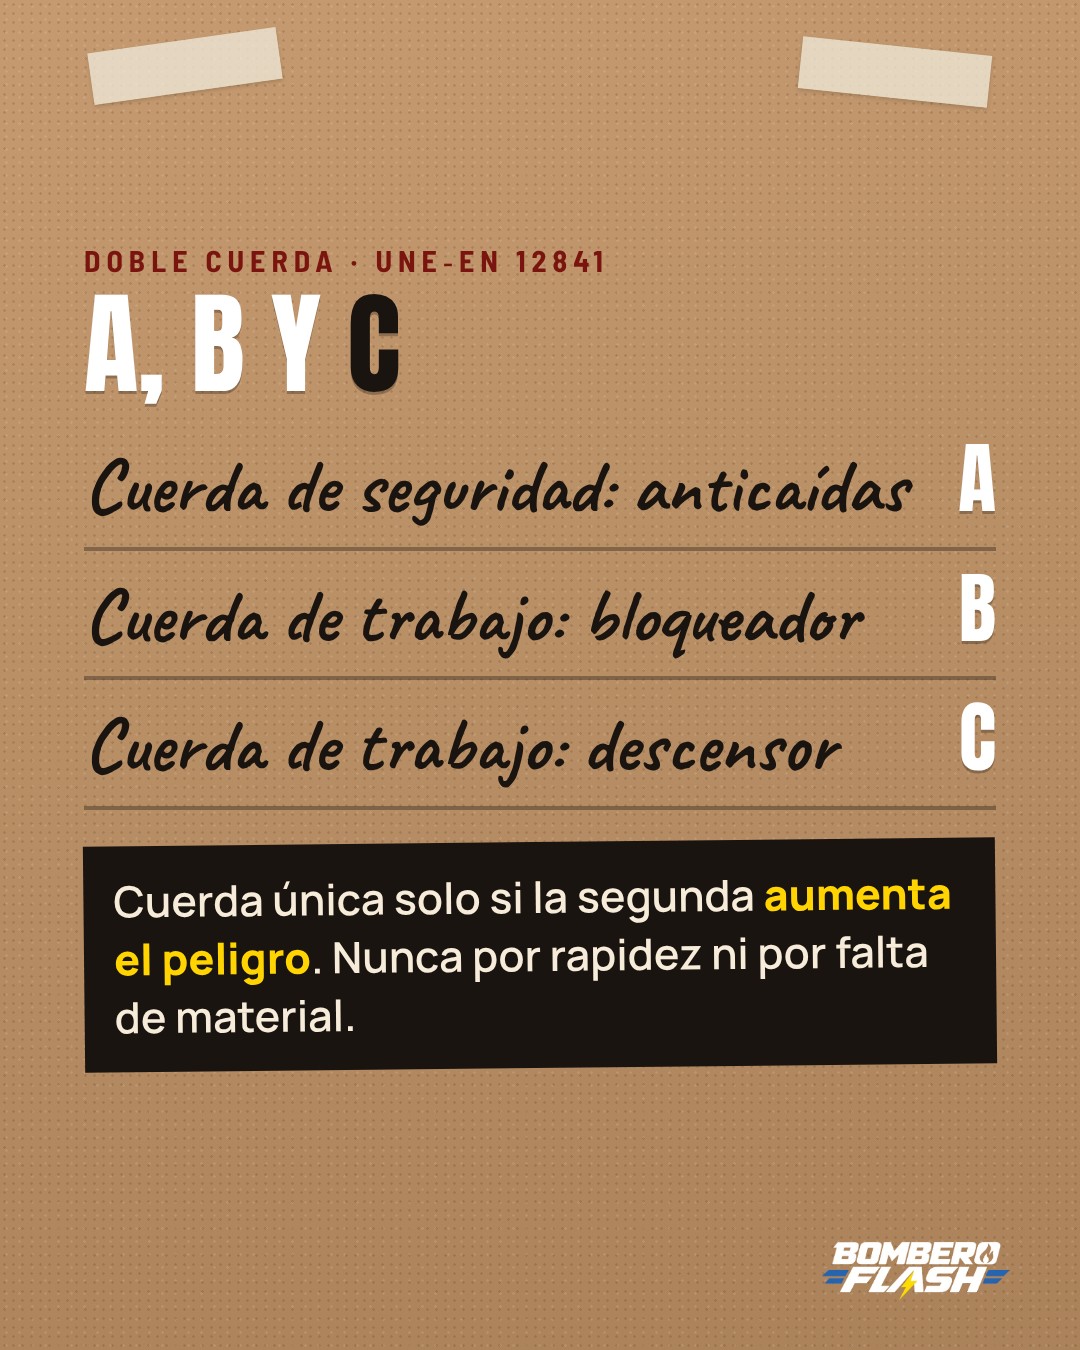 DOBLE CUERDA · UNE-EN 12841
A, B Y C
Cuerda de seguridad: anticaídas A
Cuerda de trabajo: bloqueador B
Cuerda de trabajo: descensor C
Cuerda única solo si la segunda aumenta
el peligro. Nunca por rapidez ni por falta
de material.
BOMBERO
FLASH